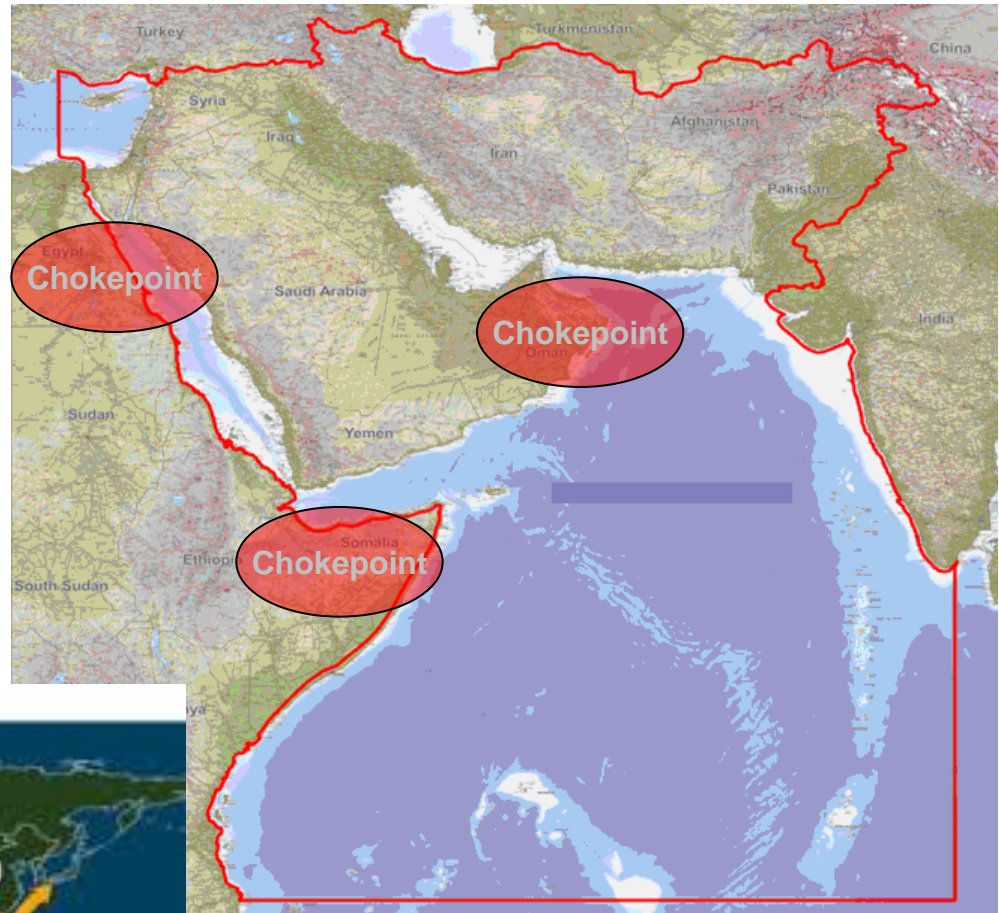 Turkey
Turkmenistan
China
Syria
Afghanistan
Iraq
Iran
Pakistan
Egypt
Chokepoint
Saudi Arabia
Chokepoint
India
Oman
Sudan
Yemen
Somalia
Ethiopia
Chokepoint
South Sudan
ya